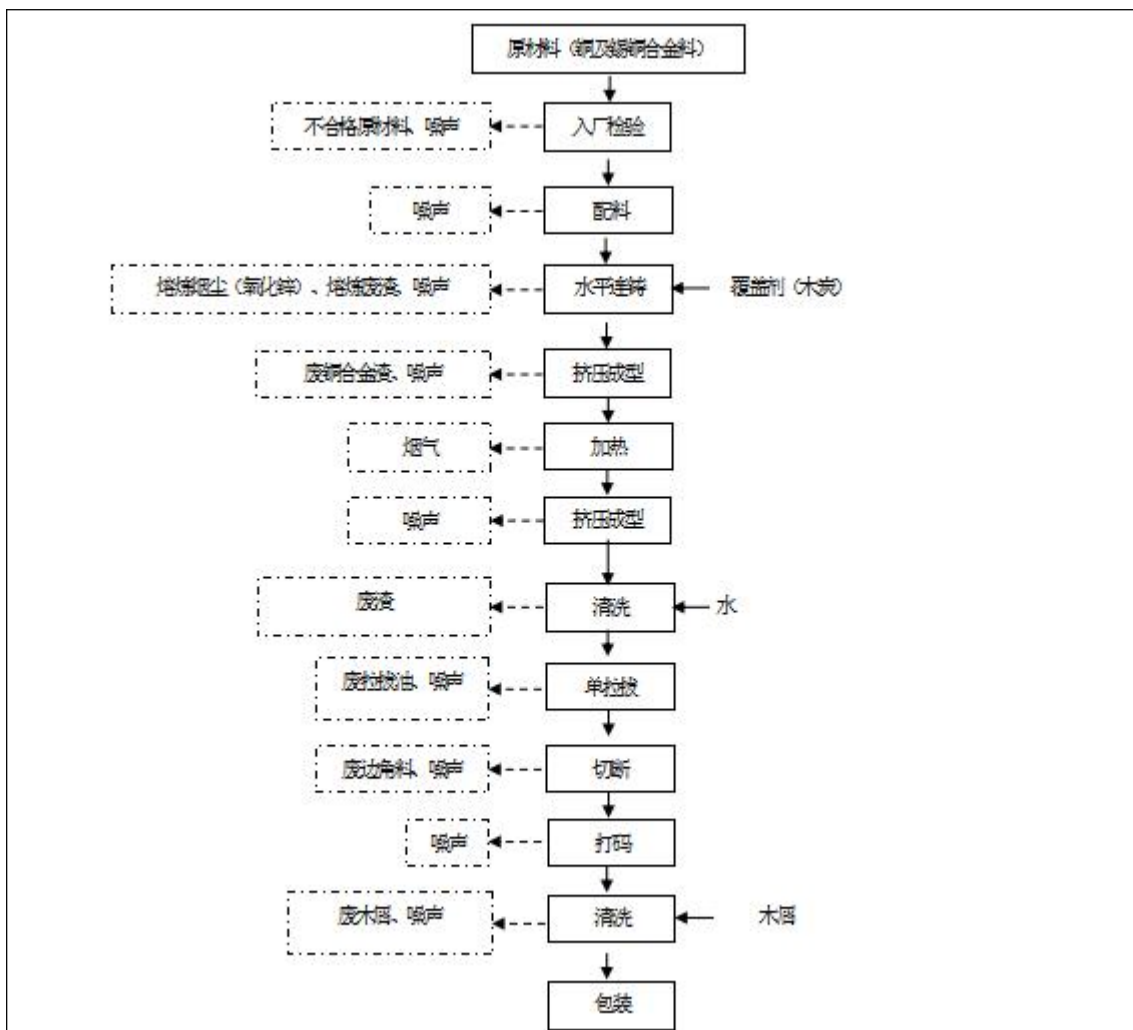 原材料（铜及锡铜合金料）
不合格原材料、噪声
入厂检验
噪声
配料
熔炼烟尘（氧化锌）、熔炼废渣、噪声
水平连铸
覆盖剂（木炭）
废铜合金渣、噪声
挤压成型
烟气
加热
噪声
挤压成型
废渣
清洗
水
废拉拔油、噪声
单拉拔
废边角料、噪声
切断
噪声
打码
废木屑、噪声
清洗
木屑
包装